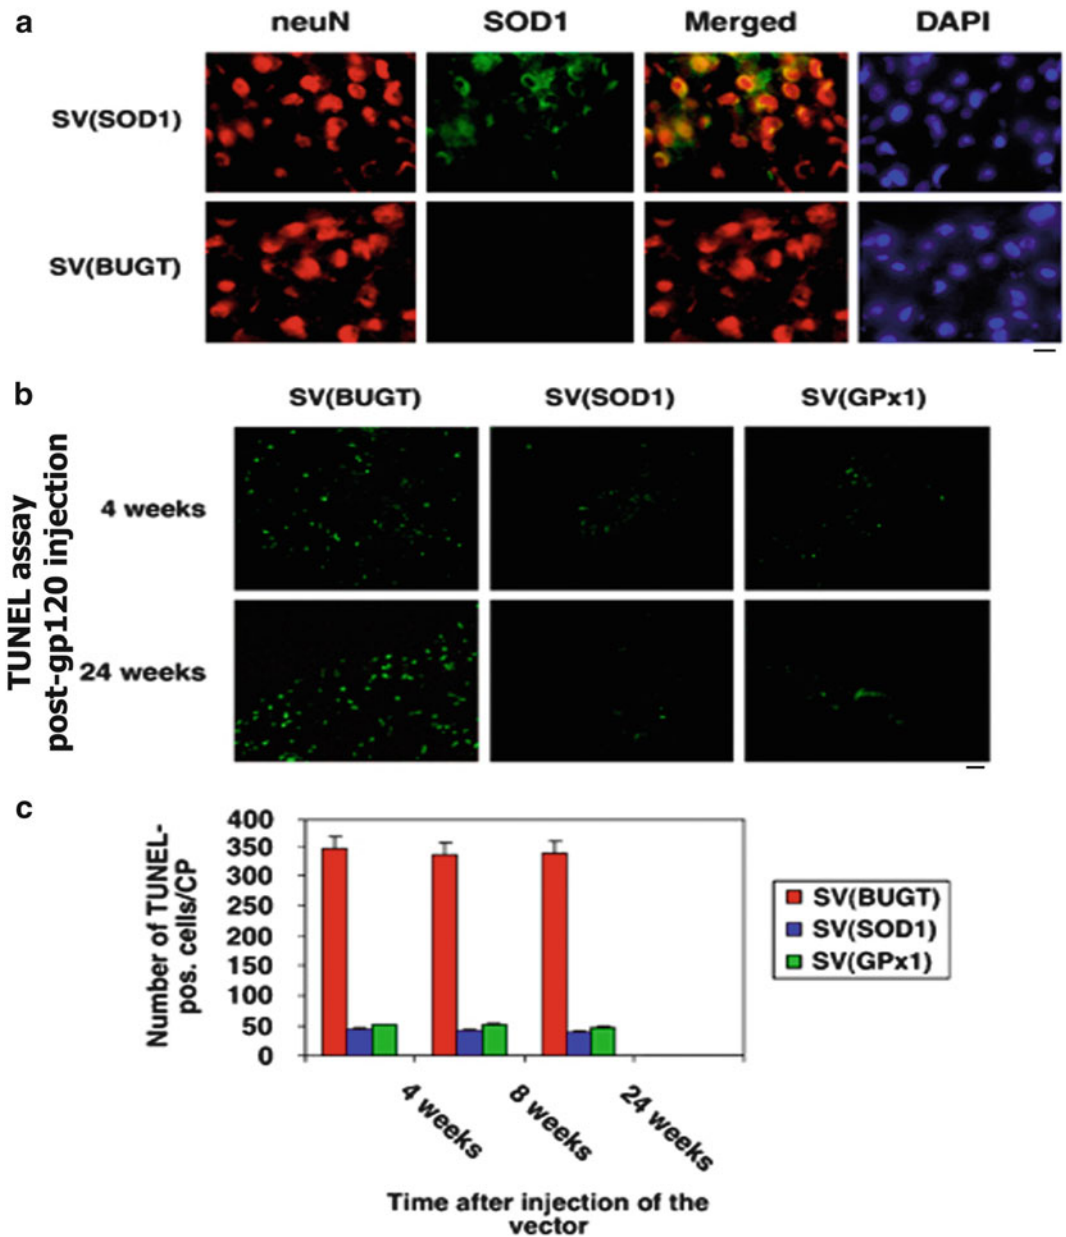 a
neuN SOD1 Merged DAPI
SV(SOD1)
SV(BUGT)
b
SV(BUGT) SV(SOD1) SV(GPx1)
TUNEL assay
post-gp120 injection
4 weeks
24 weeks
c
Number of TUNEL-
pos. cells/CP
400
350
300
250
200
150
100
50
0
4 weeks
8 weeks
24 weeks
Time after injection of the
vector
SV(BUGT)
SV(SOD1)
SV(GPx1)